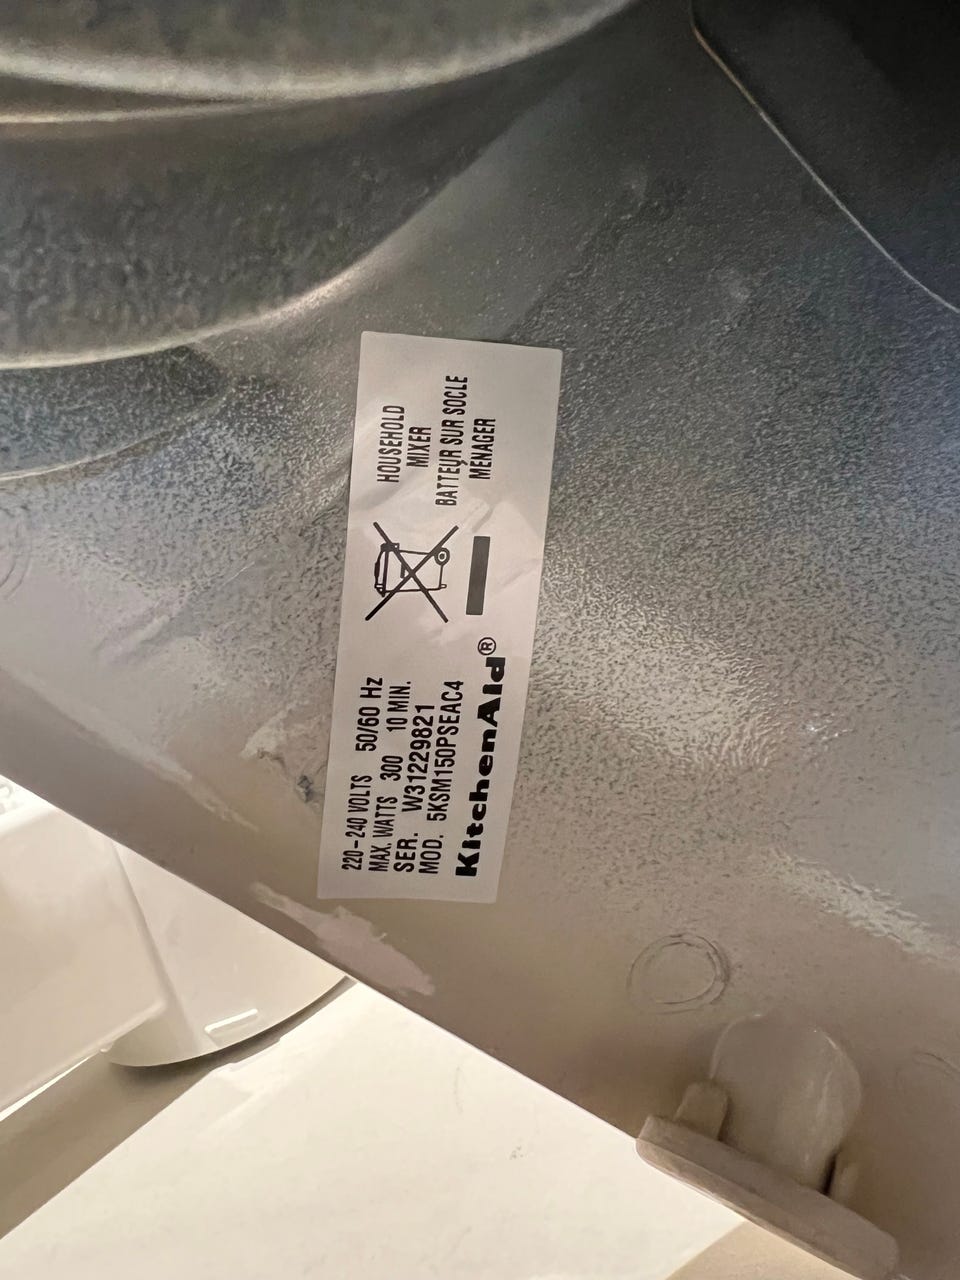 220-240 VOLTS 50/60 Hz
MAX. WATTS 300 10 MIN.
SER. W31229821
MOD. 5KSM150PSEAC4
KitchenAid®
HOUSEHOLD
MIXER
BATTEUR SUR SOCLE
MENAGER